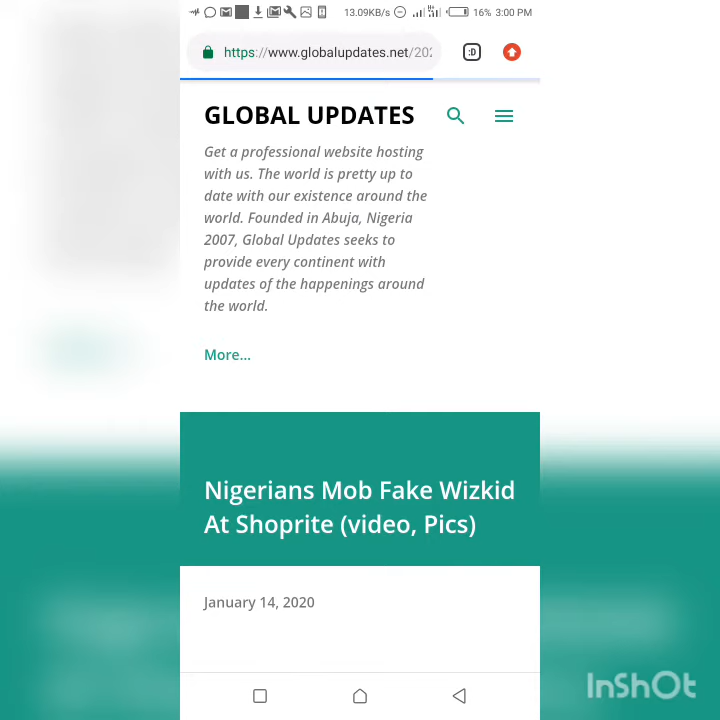 13.09KB/s 16% 3:00 PM
https://www.globalupdates.net/202
:D
GLOBAL UPDATES
Get a professional website hosting
with us. The world is pretty up to
date with our existence around the
world. Founded in Abuja, Nigeria
2007, Global Updates seeks to
provide every continent with
updates of the happenings around
the world.
More...
Nigerians Mob Fake Wizkid
At Shoprite (video, Pics)
January 14, 2020
InShOt